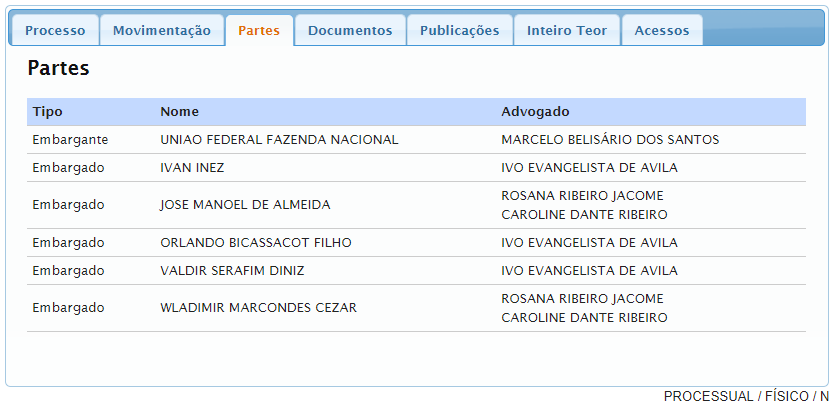 Processo Movimentação Partes Documentos Publicações Inteiro Teor Acessos
Partes
Tipo Nome Advogado
Embargante UNIAO FEDERAL FAZENDA NACIONAL MARCELO BELISÁRIO DOS SANTOS
Embargado IVAN INEZ IVO EVANGELISTA DE AVILA
Embargado JOSE MANOEL DE ALMEIDA ROSANA RIBEIRO JACOME
CAROLINE DANTE RIBEIRO
Embargado ORLANDO BICASSACOT FILHO IVO EVANGELISTA DE AVILA
Embargado VALDIR SERAFIM DINIZ IVO EVANGELISTA DE AVILA
Embargado WLADIMIR MARCONDES CEZAR ROSANA RIBEIRO JACOME
CAROLINE DANTE RIBEIRO
PROCESSUAL / FÍSICO / N